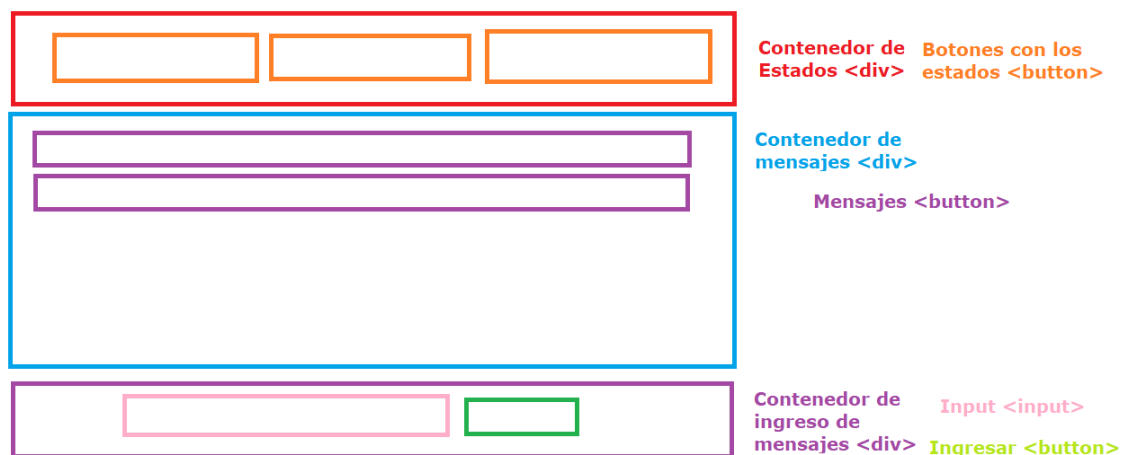 Contenedor de
Estados <div>
Botones con los
estados <button>
Contenedor de
mensajes <div>
Mensajes <button>
Contenedor de
ingreso de
mensajes <div>
Input <input>
Ingresar <button>